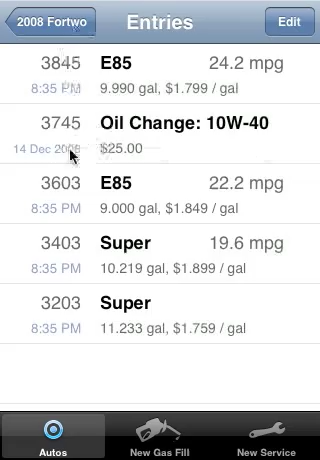 2008 Fortwo
Entries
Edit
3845 E85 24.2 mpg
8:35 PM 9.990 gal, $1.799 / gal
3745 Oil Change: 10W-40
14 Dec 2008 $25.00
3603 E85 22.2 mpg
8:35 PM 9.000 gal, $1.849 / gal
3403 Super 19.6 mpg
8:35 PM 10.219 gal, $1.899 / gal
3203 Super
8:35 PM 11.233 gal, $1.759 / gal
Autos New Gas Fill New Service